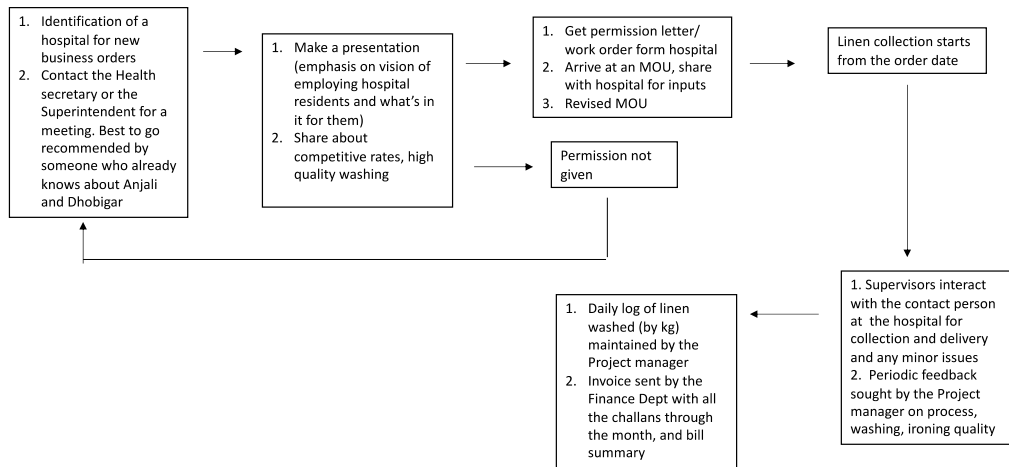 1. Identification of a
hospital for new
business orders
2. Contact the Health
secretary or the
Superintendent for a
meeting. Best to go
recommended by
someone who already
knows about Anjali
and Dhobigar
1. Make a presentation
(emphasis on vision of
employing hospital
residents and what's in
it for them)
2. Share about
competitive rates, high
quality washing
1. Get permission letter/
work order form hospital
2. Arrive at an MOU, share
with hospital for inputs
3. Revised MOU
Permission not
given
Linen collection starts
from the order date
1. Supervisors interact
with the contact person
at the hospital for
collection and delivery
and any minor issues
2. Periodic feedback
sought by the Project
manager on process,
washing, ironing quality
1. Daily log of linen
washed (by kg)
maintained by the
Project manager
2. Invoice sent by the
Finance Dept with all
the challans through
the month, and bill
summary